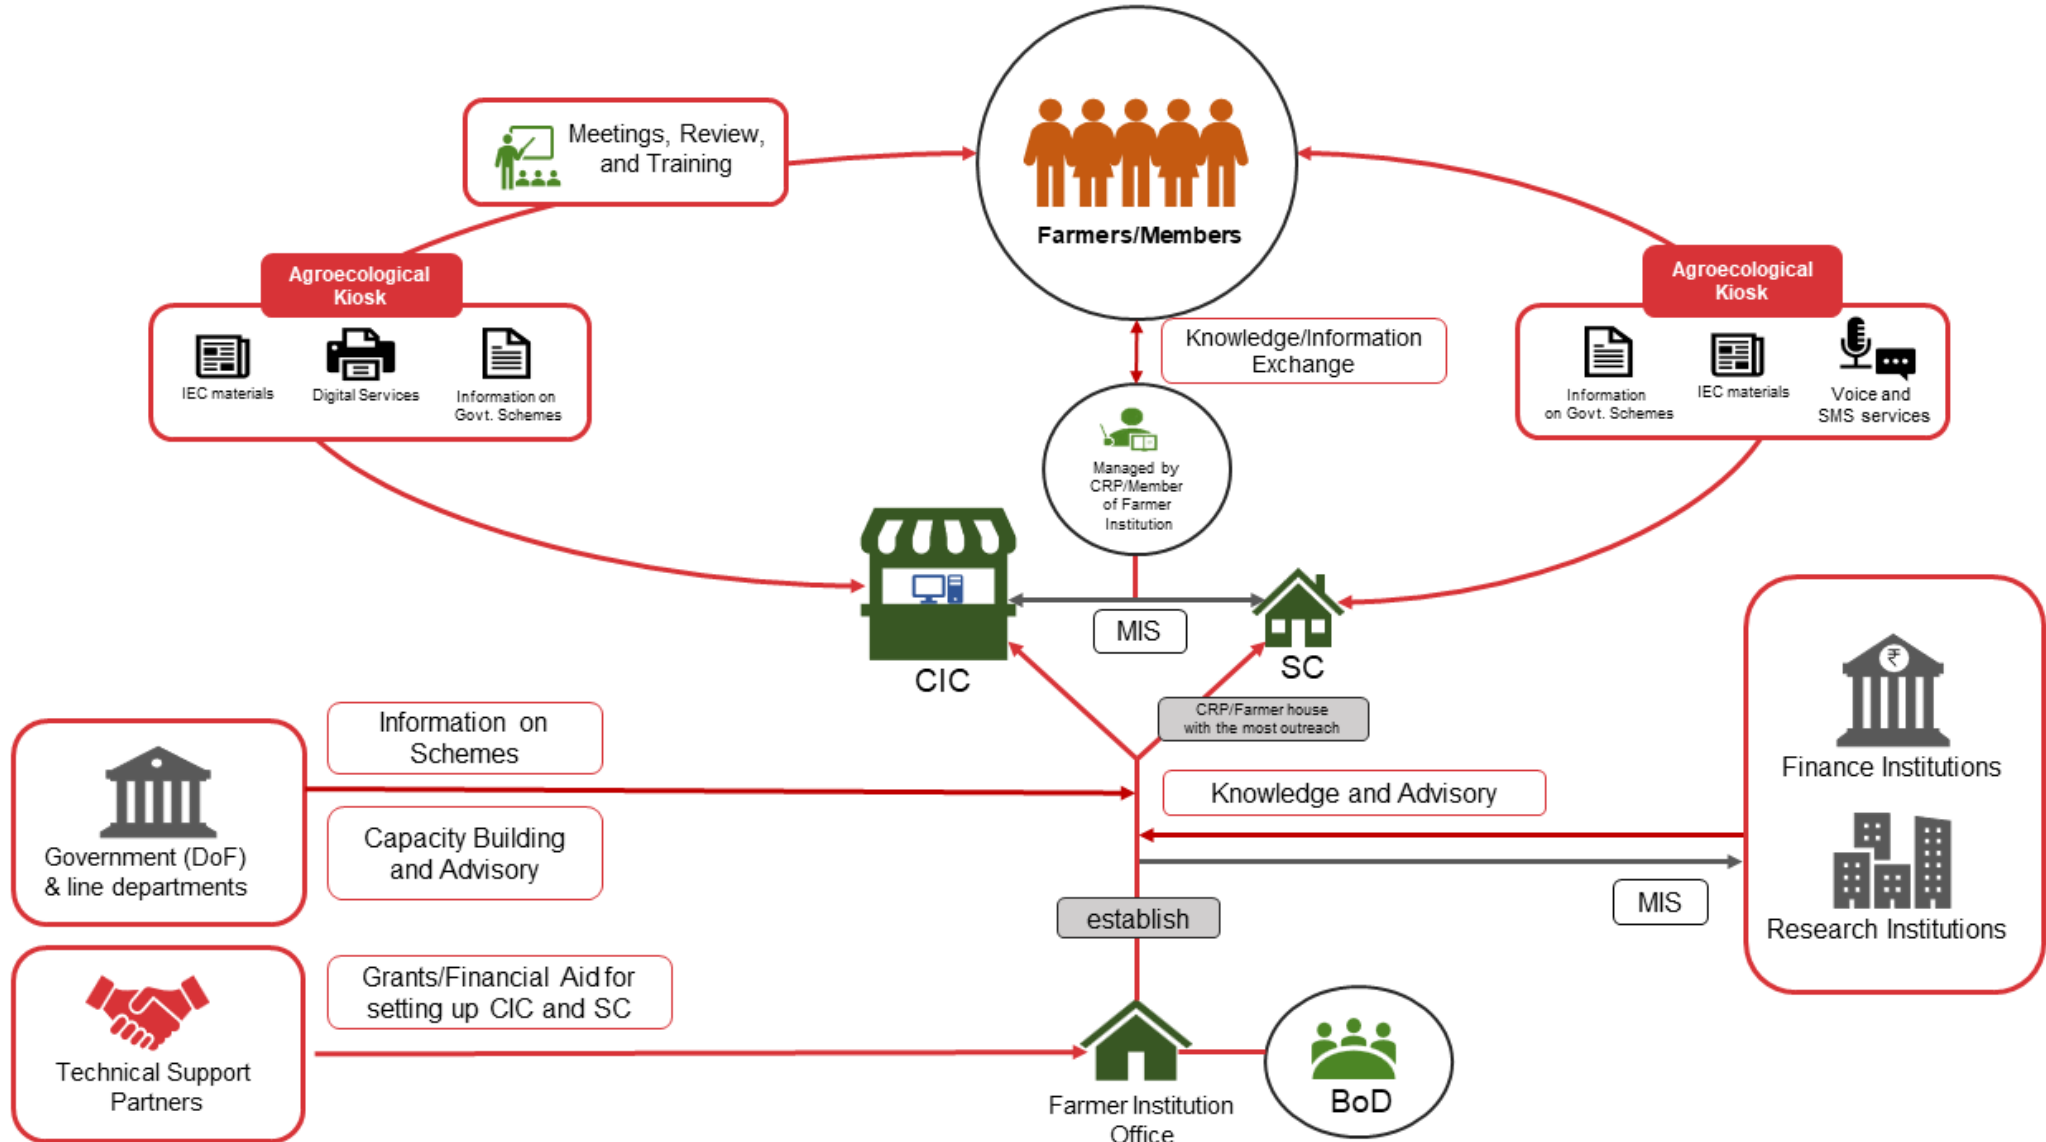 Meetings, Review,
and Training
Farmers/Members
Agroecological
Kiosk
IEC materials
Digital Services
Information on
Govt. Schemes
Agroecological
Kiosk
Information
on Govt. Schemes
IEC materials
Voice and
SMS services
Knowledge/Information
Exchange
Managed by
CRP/Member
of Farmer
Institution
MIS
CIC
SC
CRP/Farmer house
with the most outreach
Information on
Schemes
Government (DoF)
& line departments
Capacity Building
and Advisory
Knowledge and Advisory
₹
Finance Institutions
Research Institutions
MIS
establish
Grants/Financial Aid for
setting up CIC and SC
Technical Support
Partners
Farmer Institution
Office
BoD